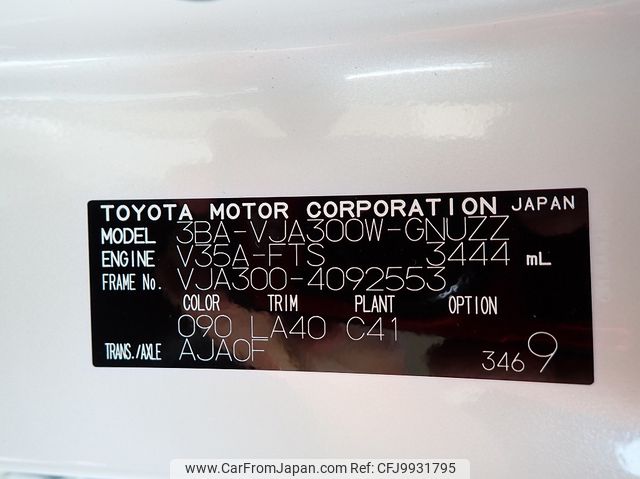 TOYOTA MOTOR CORPORATION JAPAN
MODEL 3BA-VJA300W-GNUZZ
ENGINE V35A-FTS 3444 mL
FRAME No. VJA300-4092553
COLOR TRIM PLANT OPTION
090 LA40 C41
TRANS./AXLE AJA0F 3469
www.CarFromJapan.com | ID:CFJ9931795